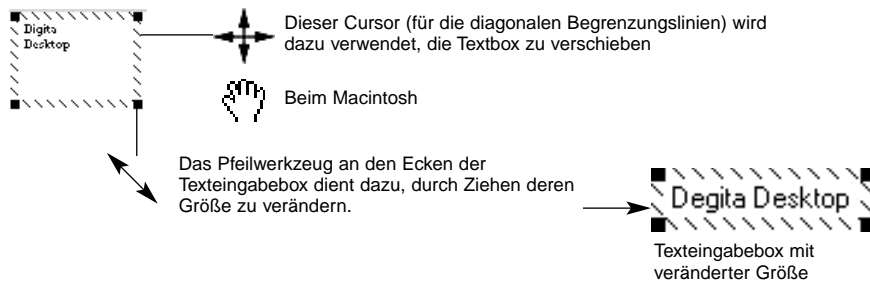 Digita
Desktop
Dieser Cursor (für die diagonalen Begrenzungslinien) wird
dazu verwendet, die Textbox zu verschieben
Beim Macintosh
Das Pfeilwerkzeug an den Ecken der
Texteingabebox dient dazu, durch Ziehen deren
Größe zu verändern.
Degita Desktop
Texteingabebox mit
veränderter Größe